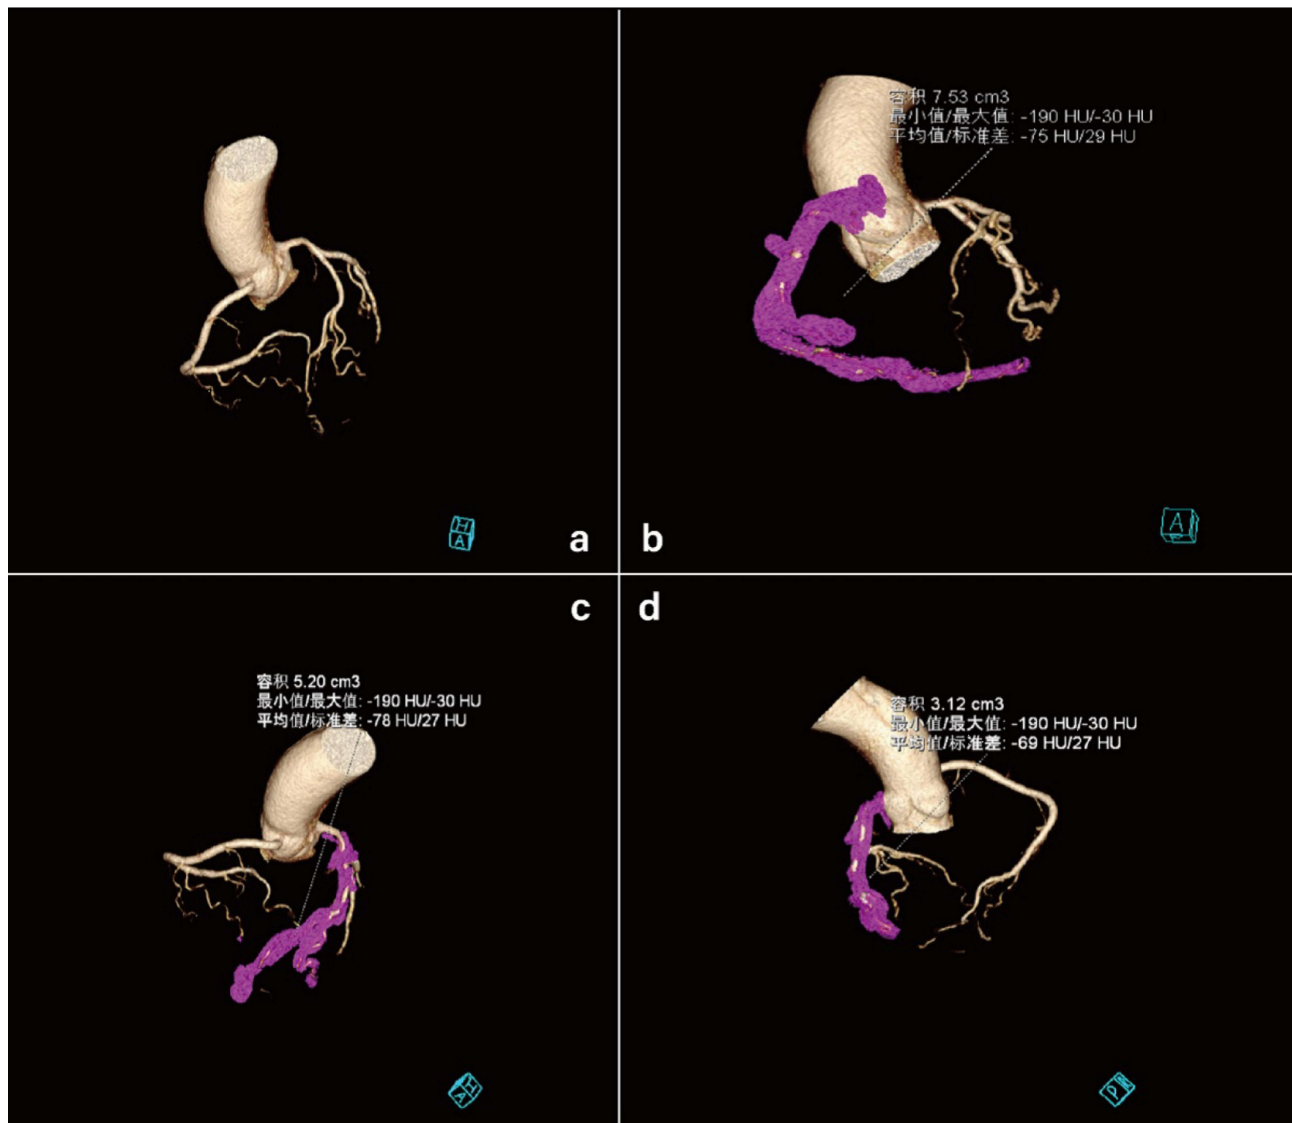 H
A
a
容积 7.53 cm3
最小值/最大值: -190 HU/-30 HU
平均值/标准差: -75 HU/29 HU
A
b
c
容积 5.20 cm3
最小值/最大值: -190 HU/-30 HU
平均值/标准差: -78 HU/27 HU
H
A
d
容积 3.12 cm3
最小值/最大值: -190 HU/-30 HU
平均值/标准差: -69 HU/27 HU
P